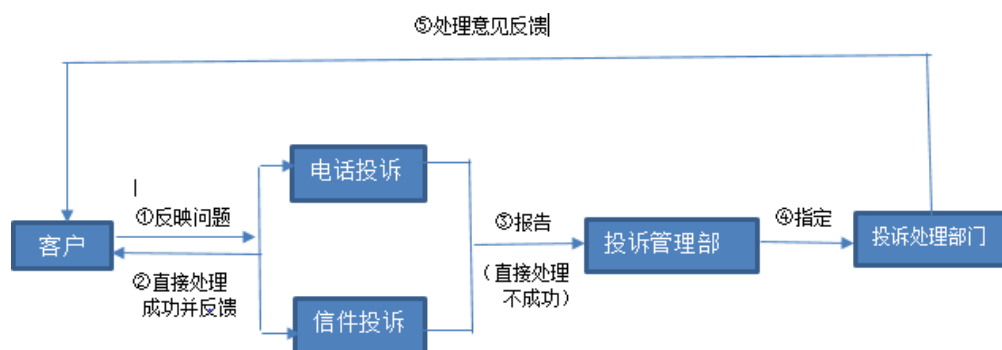 ⑤处理意见反馈
电话投诉
①反映问题
③报告
④指定
客户
投诉管理部
投诉处理部门
②直接处理
成功并反馈
（直接处理
不成功）
信件投诉